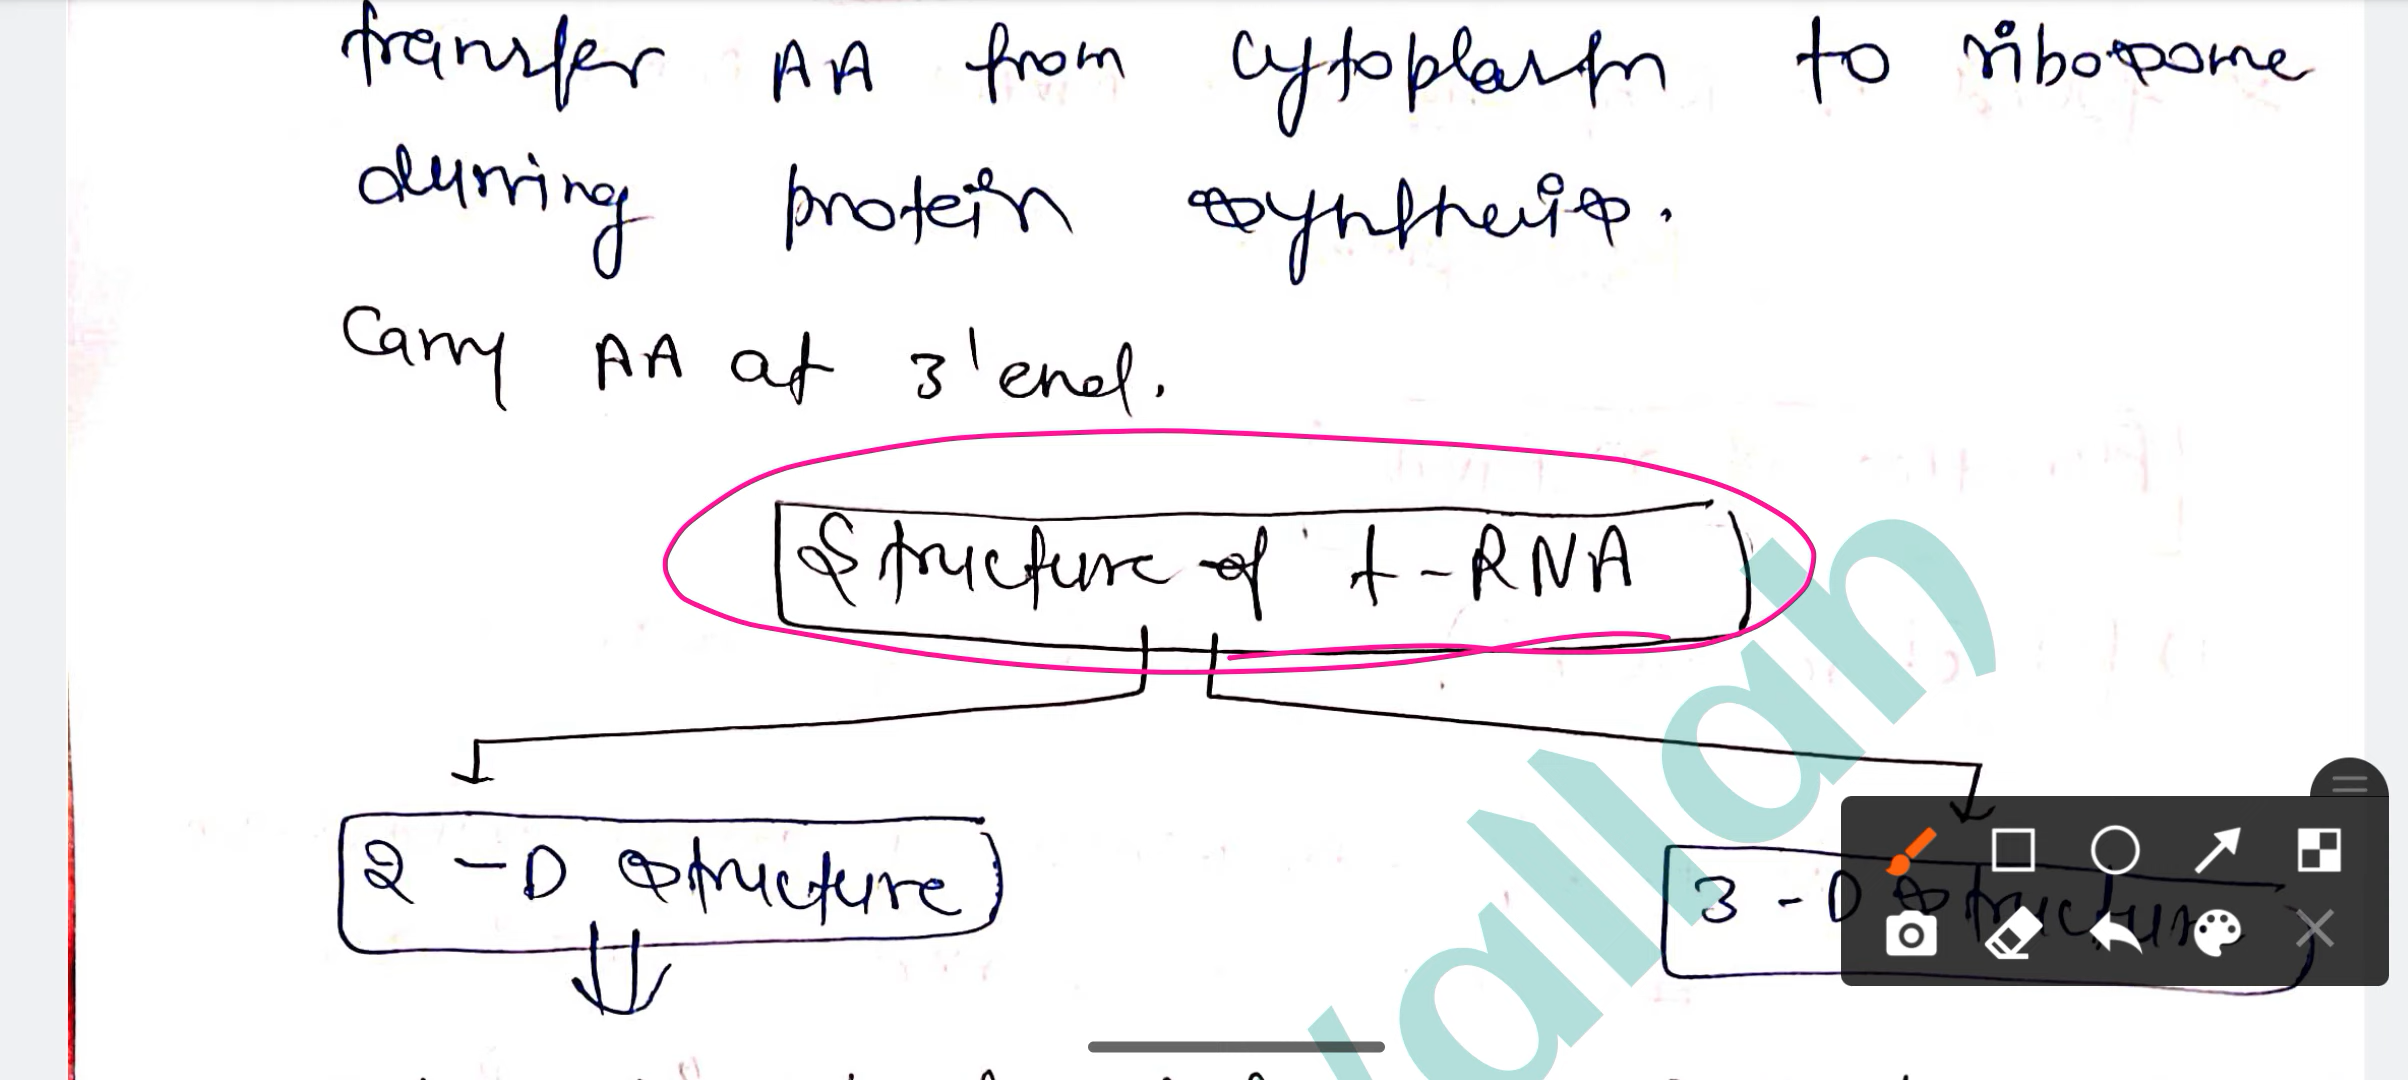 transfer AA from cytoplasm to ribosome
during protein synthesis.
Carry AA at 3' end.
Structure of t-RNA
2-D structure
3-D structure